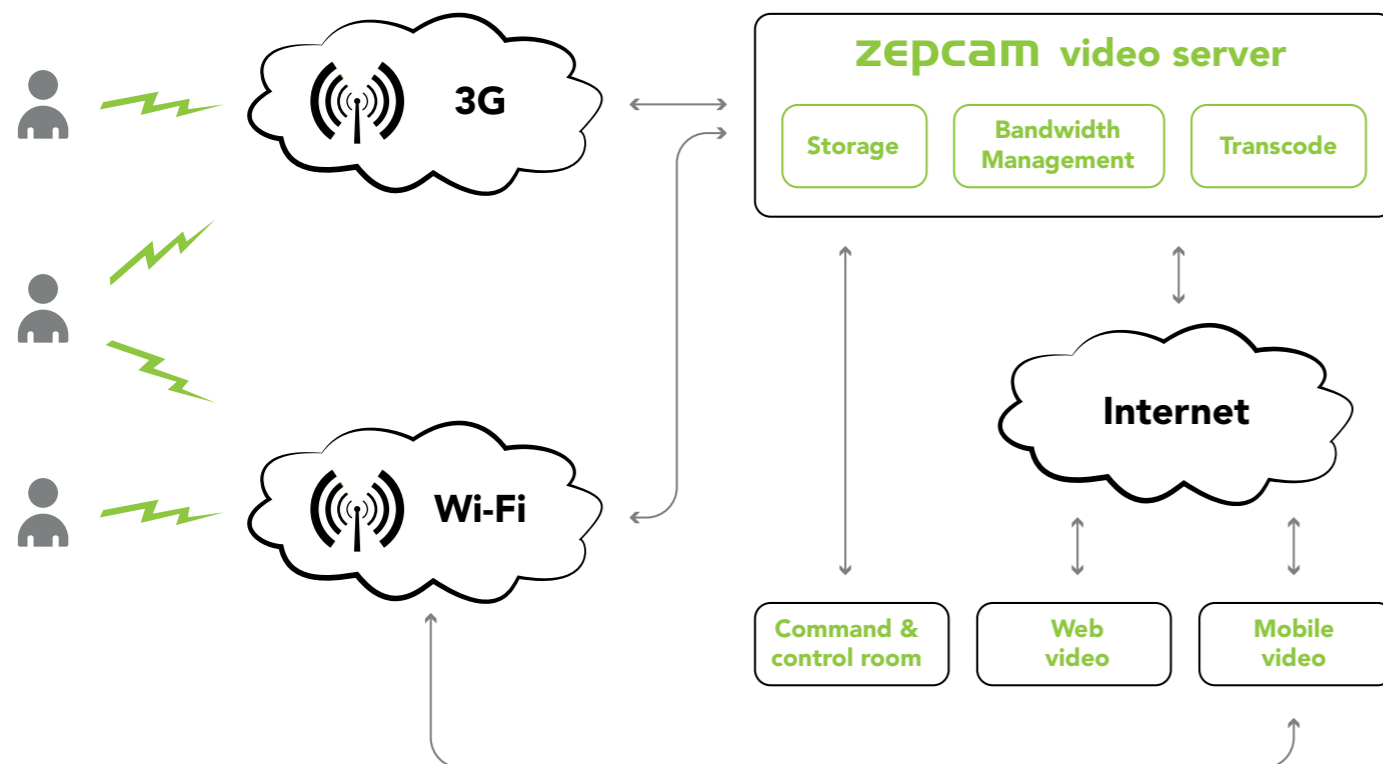 3G
zepcam video server
Storage
Bandwidth
Management
Transcode
Internet
Wi-Fi
Command &
control room
Web
video
Mobile
video